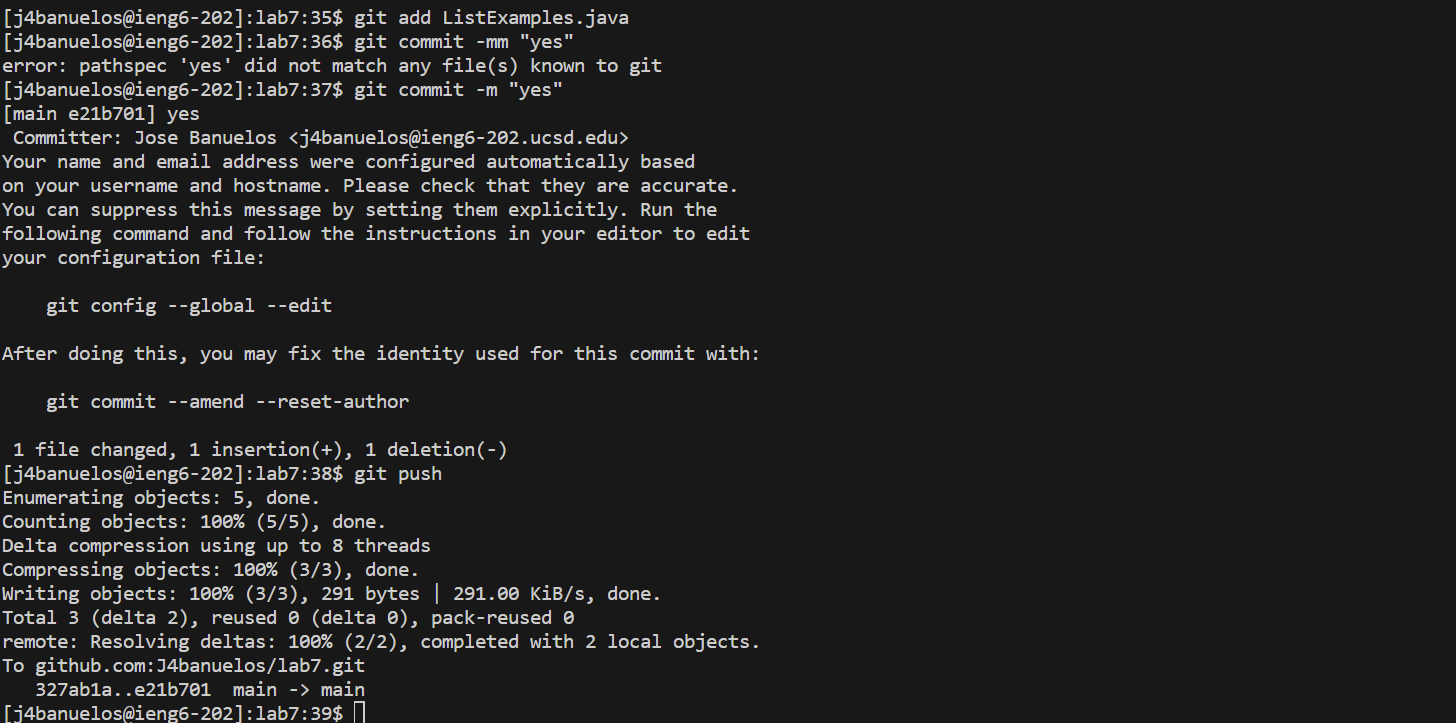 [j4banuelos@ieng6-202]:lab7:35$ git add ListExamples.java
[j4banuelos@ieng6-202]:lab7:36$ git commit -mm "yes"
error: pathspec 'yes' did not match any file(s) known to git
[j4banuelos@ieng6-202]:lab7:37$ git commit -m "yes"
[main e21b701] yes
 Committer: Jose Banuelos <j4banuelos@ieng6-202.ucsd.edu>
Your name and email address were configured automatically based
on your username and hostname. Please check that they are accurate.
You can suppress this message by setting them explicitly. Run the
following command and follow the instructions in your editor to edit
your configuration file:

    git config --global --edit

After doing this, you may fix the identity used for this commit with:

    git commit --amend --reset-author

 1 file changed, 1 insertion(+), 1 deletion(-)
[j4banuelos@ieng6-202]:lab7:38$ git push
Enumerating objects: 5, done.
Counting objects: 100% (5/5), done.
Delta compression using up to 8 threads
Compressing objects: 100% (3/3), done.
Writing objects: 100% (3/3), 291 bytes | 291.00 KiB/s, done.
Total 3 (delta 2), reused 0 (delta 0), pack-reused 0
remote: Resolving deltas: 100% (2/2), completed with 2 local objects.
To github.com:J4banuelos/lab7.git
   327ab1a..e21b701  main -> main
[j4banuelos@ieng6-202]:lab7:39$